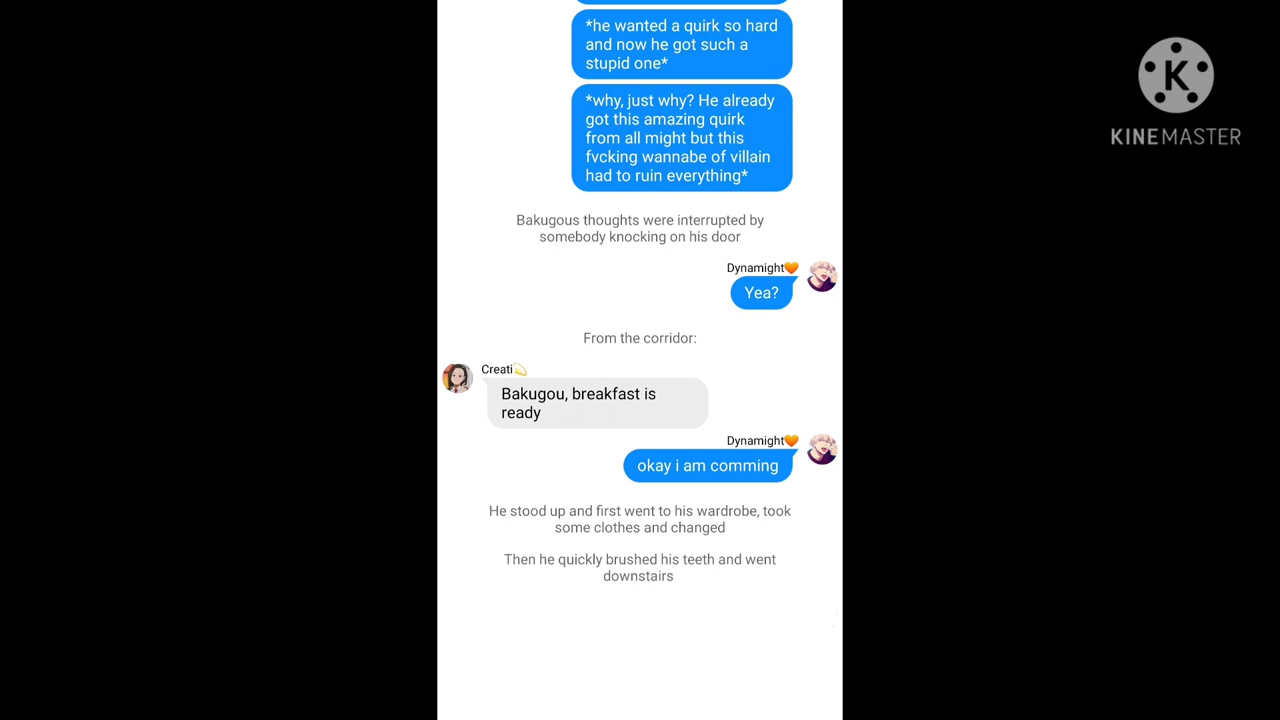 *he wanted a quirk so hard
and now he got such a
stupid one*
*why, just why? He already
got this amazing quirk
from all might but this
fvcking wannabe of villain
had to ruin everything*
Bakugous thoughts were interrupted by
somebody knocking on his door
Dynamight🧡
Yea?
From the corridor:
Creati💫
Bakugou, breakfast is
ready
Dynamight🧡
okay i am comming
He stood up and first went to his wardrobe, took
some clothes and changed
Then he quickly brushed his teeth and went
downstairs
K
KINEMASTER